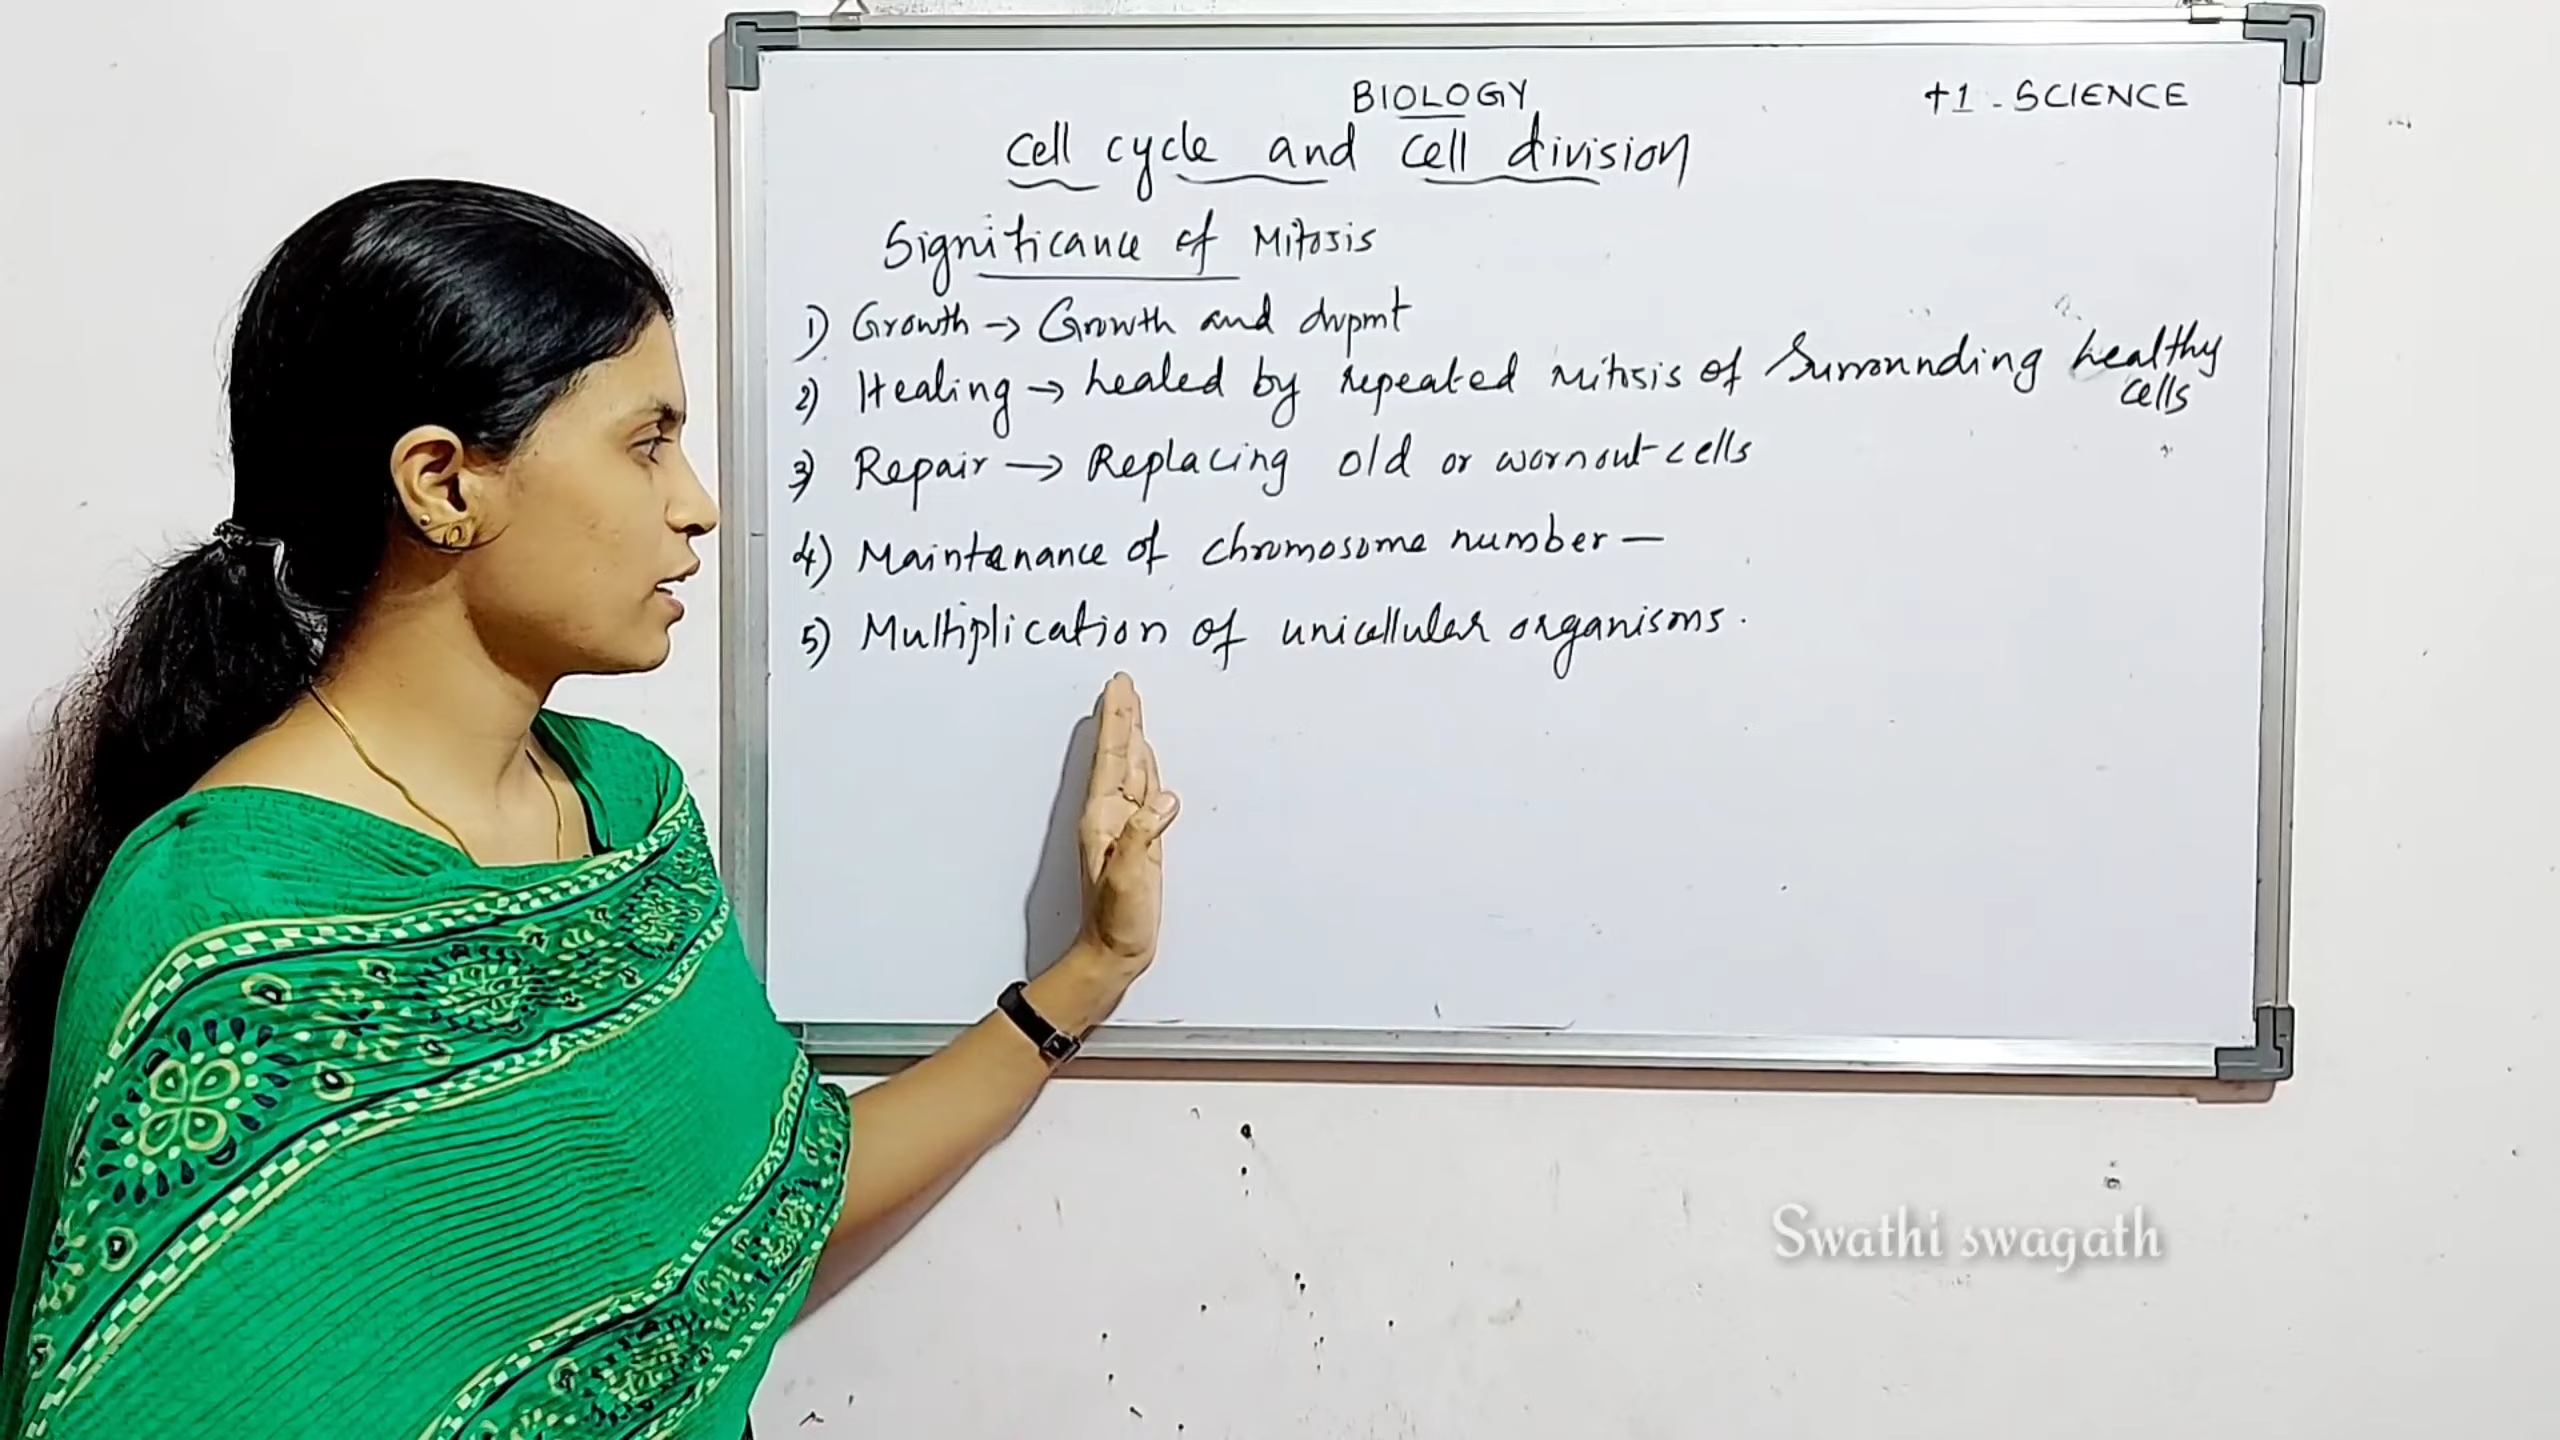 BIOLOGY
+1 - SCIENCE
Cell cycle and Cell division
Significance of Mitosis
1) Growth → Growth and dvpmt
2) Healing → healed by repeated mitosis of Surrounding healthy
cells
3) Repair → Replacing old or wornout cells
4) Maintenance of chromosome number —
5) Multiplication of unicellular organisms.
Swathi swagath